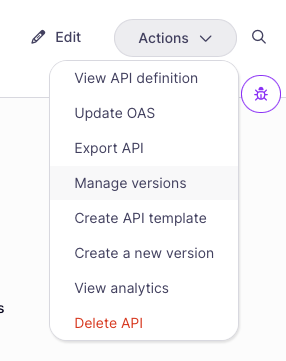 Edit
Actions
View API definition
Update OAS
Export API
Manage versions
Create API template
Create a new version
View analytics
s
Delete API